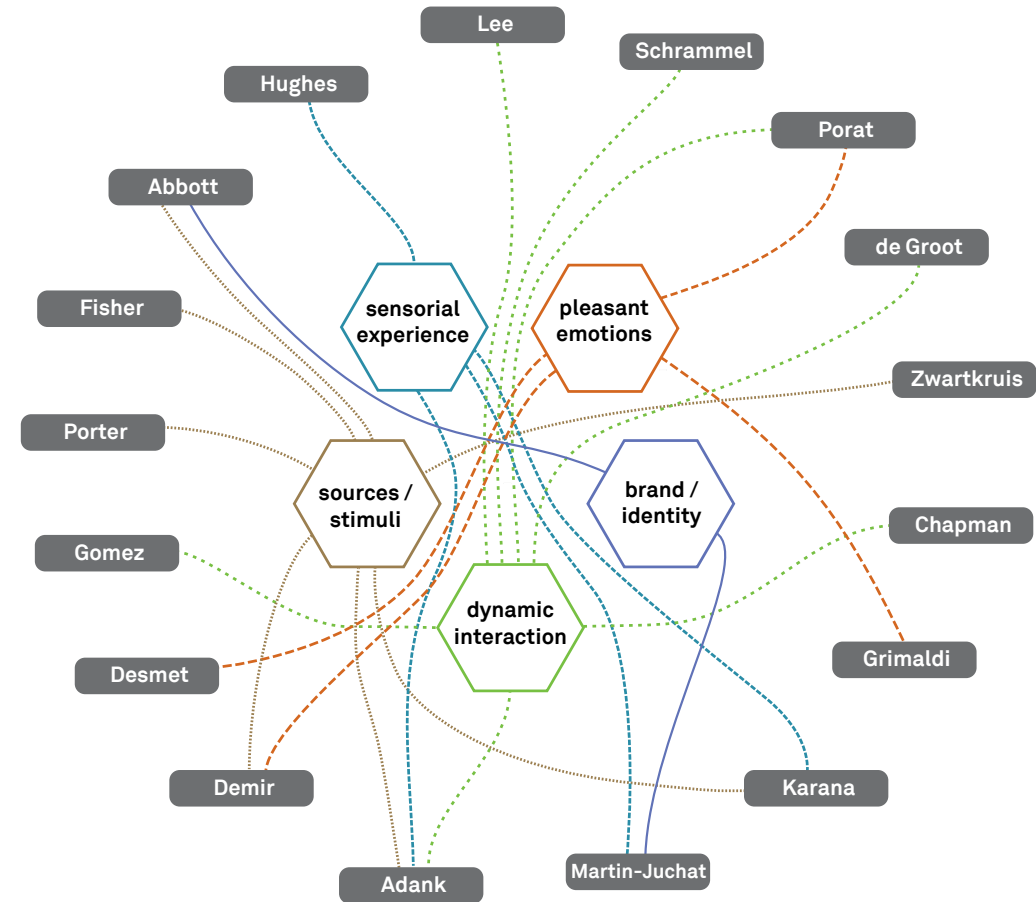 Lee
Schrammel
Hughes
Porat
Abbott
de Groot
Fisher
sensorial
experience
pleasant
emotions
Zwartkruis
Porter
sources /
stimuli
brand /
identity
Chapman
Gomez
dynamic
interaction
Grimaldi
Desmet
Demir
Karana
Martin-Juchat
Adank